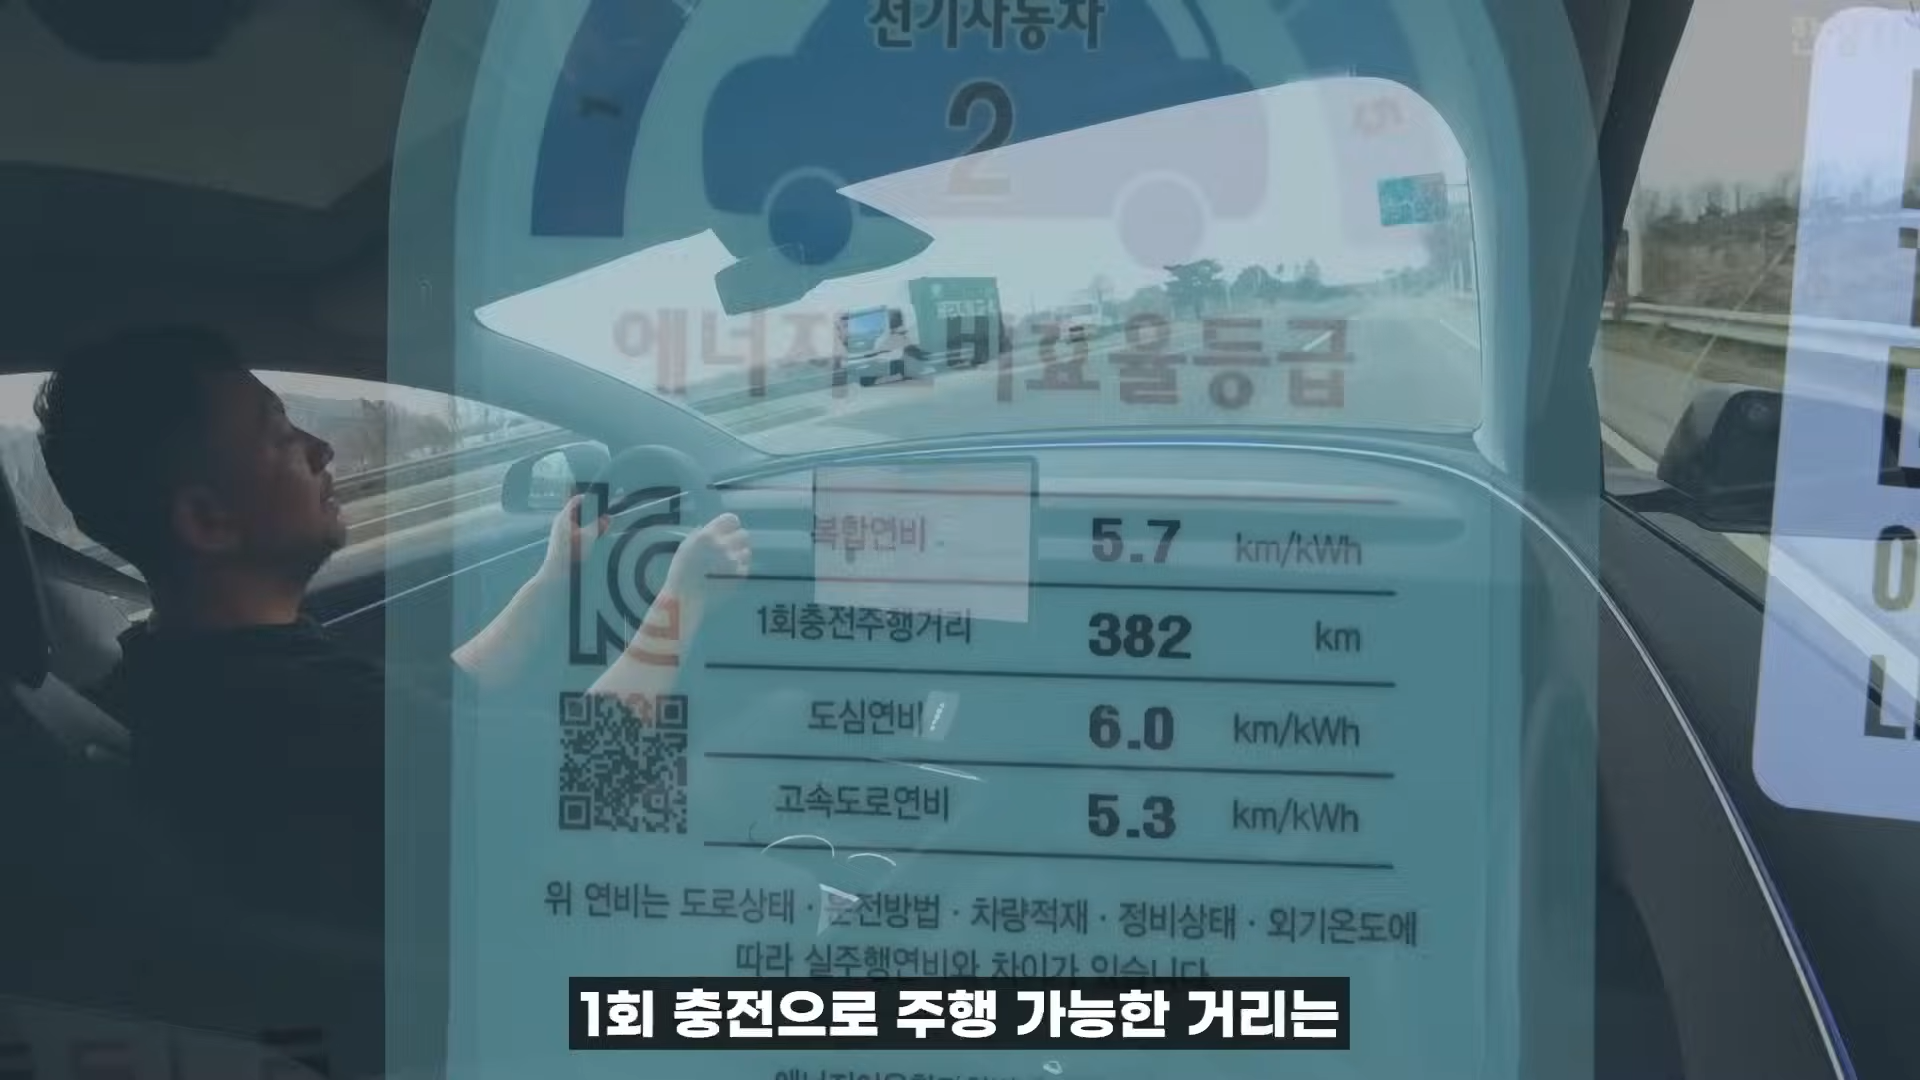 전기자동차
1
2
5
에너지소비효율등급
복합연비 5.7 km/kWh
1회충전주행거리 382 km
도심연비 6.0 km/kWh
고속도로연비 5.3 km/kWh
위 연비는 도로상태 · 운전방법 · 차량적재 · 정비상태 · 외기온도에
따라 실주행연비와 차이가 있습니다.
1회 충전으로 주행 가능한 거리는